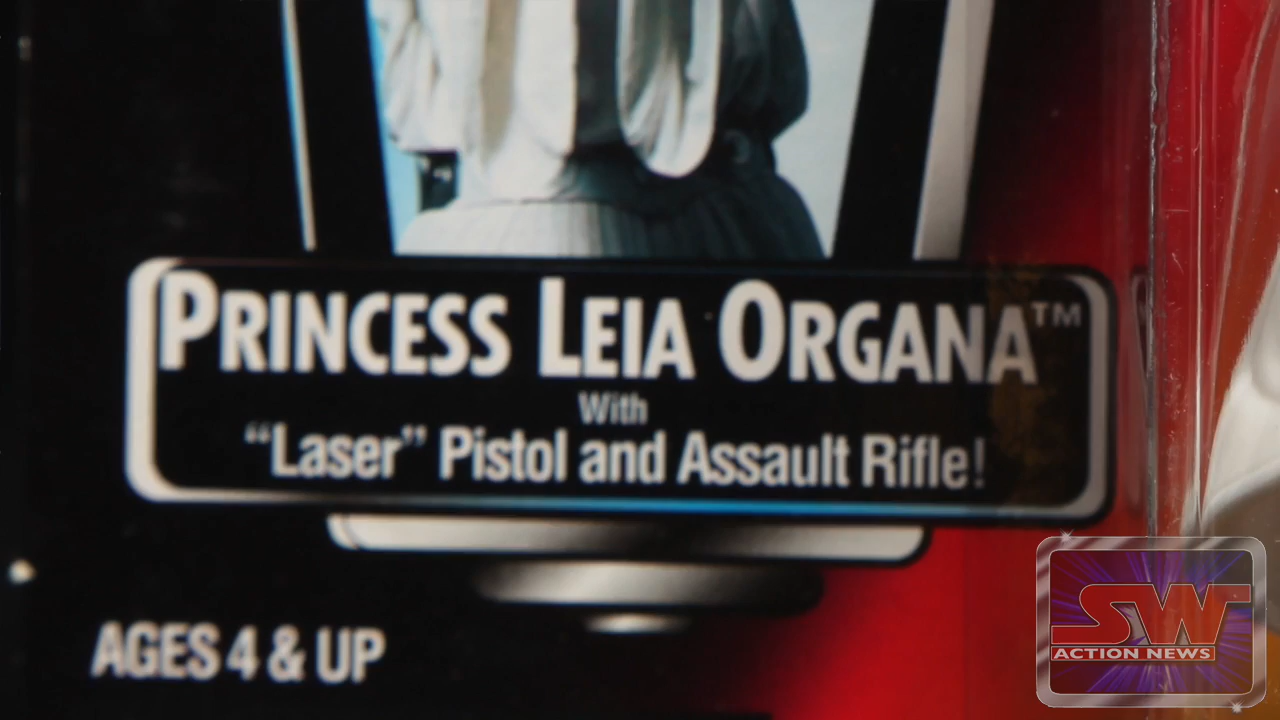 PRINCESS LEIA ORGANA™
With
“Laser” Pistol and Assault Rifle!
AGES 4 & UP
SW
ACTION NEWS